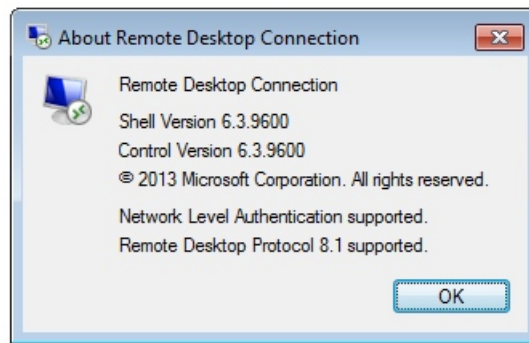 About Remote Desktop Connection
Remote Desktop Connection
Shell Version 6.3.9600
Control Version 6.3.9600
© 2013 Microsoft Corporation. All rights reserved.
Network Level Authentication supported.
Remote Desktop Protocol 8.1 supported.
OK